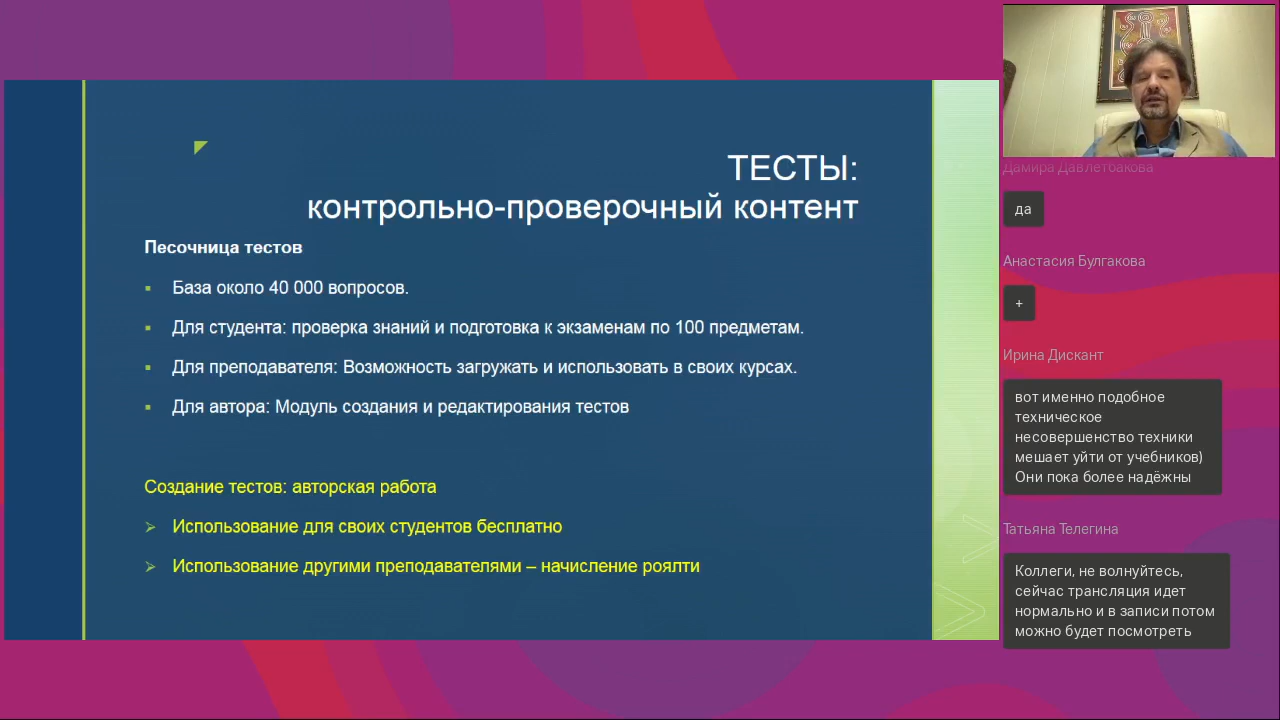 ТЕСТЫ:
контрольно-проверочный контент
Песочница тестов
База около 40 000 вопросов.
Для студента: проверка знаний и подготовка к экзаменам по 100 предметам.
Для преподавателя: Возможность загружать и использовать в своих курсах.
Для автора: Модуль создания и редактирования тестов
Создание тестов: авторская работа
Использование для своих студентов бесплатно
Использование другими преподавателями – начисление роялти
Дамира Давлетбакова
да
Анастасия Булгакова
+
Ирина Дискант
вот именно подобное
техническое
несовершенство техники
мешает уйти от учебников)
Они пока более надёжны
Татьяна Телегина
Коллеги, не волнуйтесь,
сейчас трансляция идет
нормально и в записи потом
можно будет посмотреть